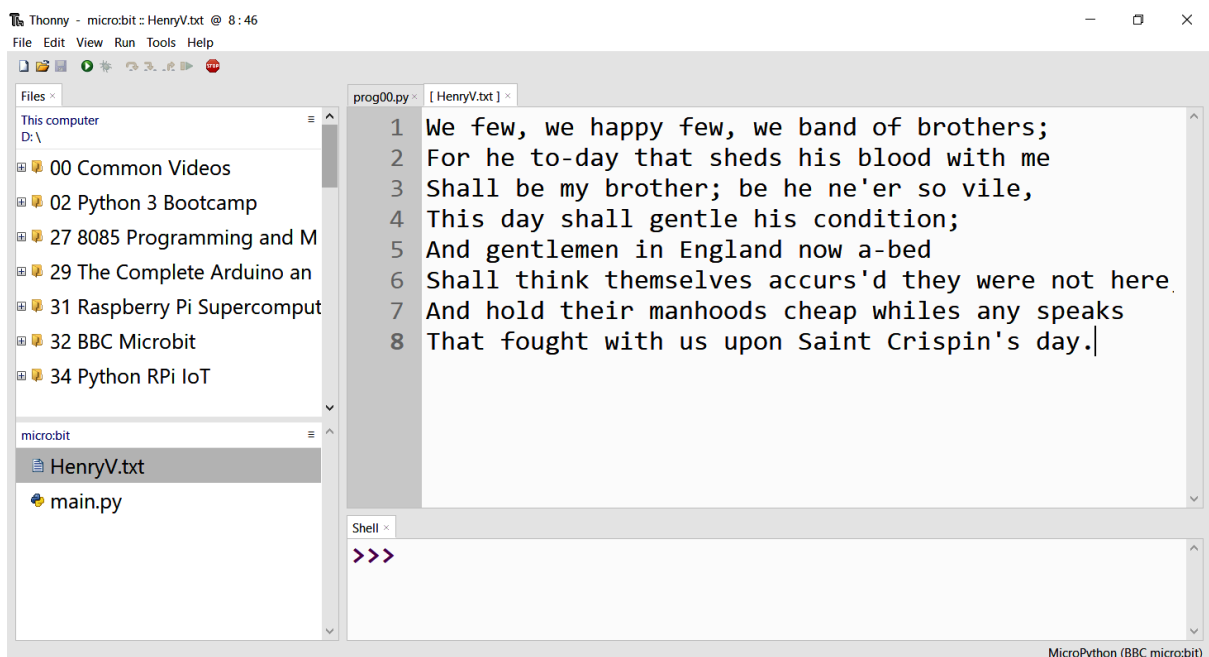 Thonny - micro:bit :: HenryV.txt @ 8 : 46
File Edit View Run Tools Help
STOP
Files
This computer
D:\
00 Common Videos
02 Python 3 Bootcamp
27 8085 Programming and M
29 The Complete Arduino an
31 Raspberry Pi Supercomput
32 BBC Microbit
34 Python RPi IoT
micro:bit
HenryV.txt
main.py
prog00.py [ HenryV.txt ]
1 We few, we happy few, we band of brothers;
2 For he to-day that sheds his blood with me
3 Shall be my brother; be he ne'er so vile,
4 This day shall gentle his condition;
5 And gentlemen in England now a-bed
6 Shall think themselves accurs'd they were not here,
7 And hold their manhoods cheap whiles any speaks
8 That fought with us upon Saint Crispin's day.
Shell
>>>
MicroPython (BBC micro:bit)